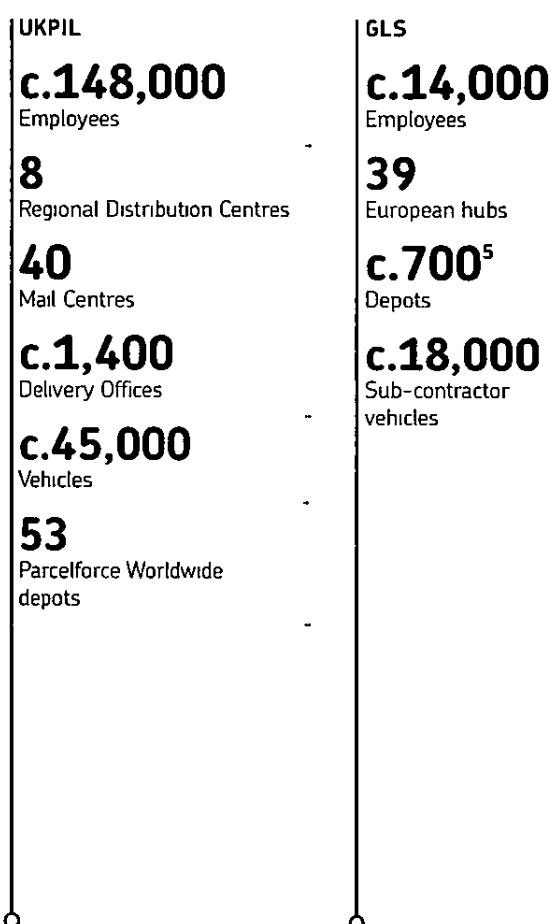 UKPIL
c.148,000
Employees
8
Regional Distribution Centres
40
Mail Centres
c.1,400
Delivery Offices
c.45,000
Vehicles
53
Parcelforce Worldwide
depots
GLS
c.14,000
Employees
39
European hubs
c.700⁵
Depots
c.18,000
Sub-contractor
vehicles